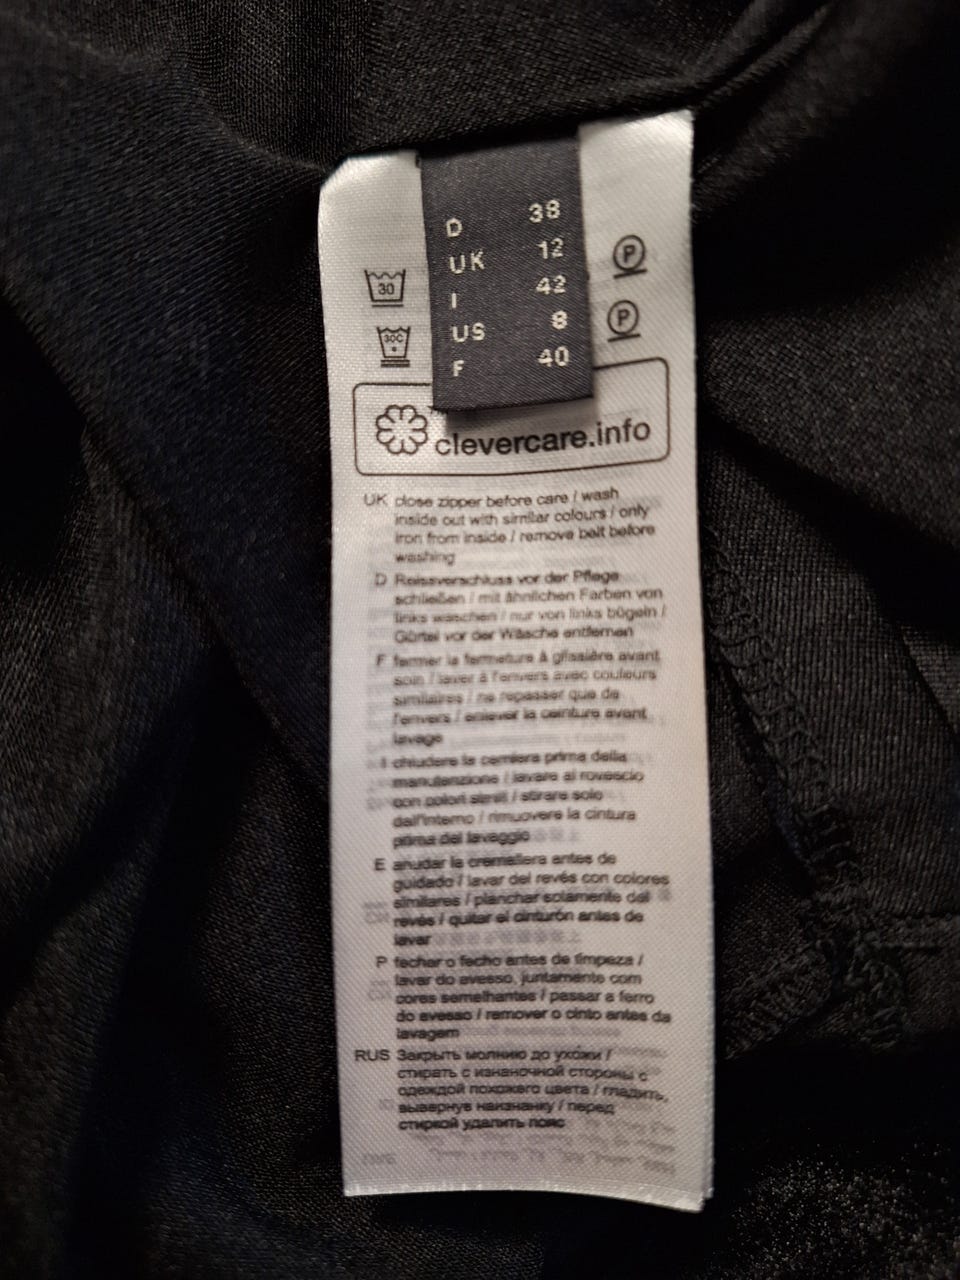 D 38
UK 12
I 42
US 8
F 40
30
30C
P
P
clevercare.info
UK close zipper before care / wash
inside out with similar colours / only
iron from inside / remove belt before
washing
D Reissverschluss vor der Pflege
schließen / mit ähnlichen Farben von
links waschen / nur von links bügeln /
Gürtel vor der Wäsche entfernen
F fermer la fermeture à glissière avant
soin / laver à l'envers avec couleurs
similaires / ne repasser que de
l'envers / enlever la ceinture avant
lavage
I chiudere la cerniera prima della
manutenzione / lavare al rovescio
con colori simili / stirare solo
dall'interno / rimuovere la cintura
prima del lavaggio
E anudar la cremallera antes de
guidado / lavar del revés con colores
similares / planchar solamente del
revés / quitar el cinturón antes de
lavar
P fechar o fecho antes de limpeza /
lavar do avesso, juntamente com
cores semelhantes / passar a ferro
do avesso / remover o cinto antes da
lavagem
RUS Закрыть молнию до ухожи /
стирать с изнаночной стороны с
одеждой похожего цвета / гладить,
вывернув наизнанку / перед
стиркой удалить пояс